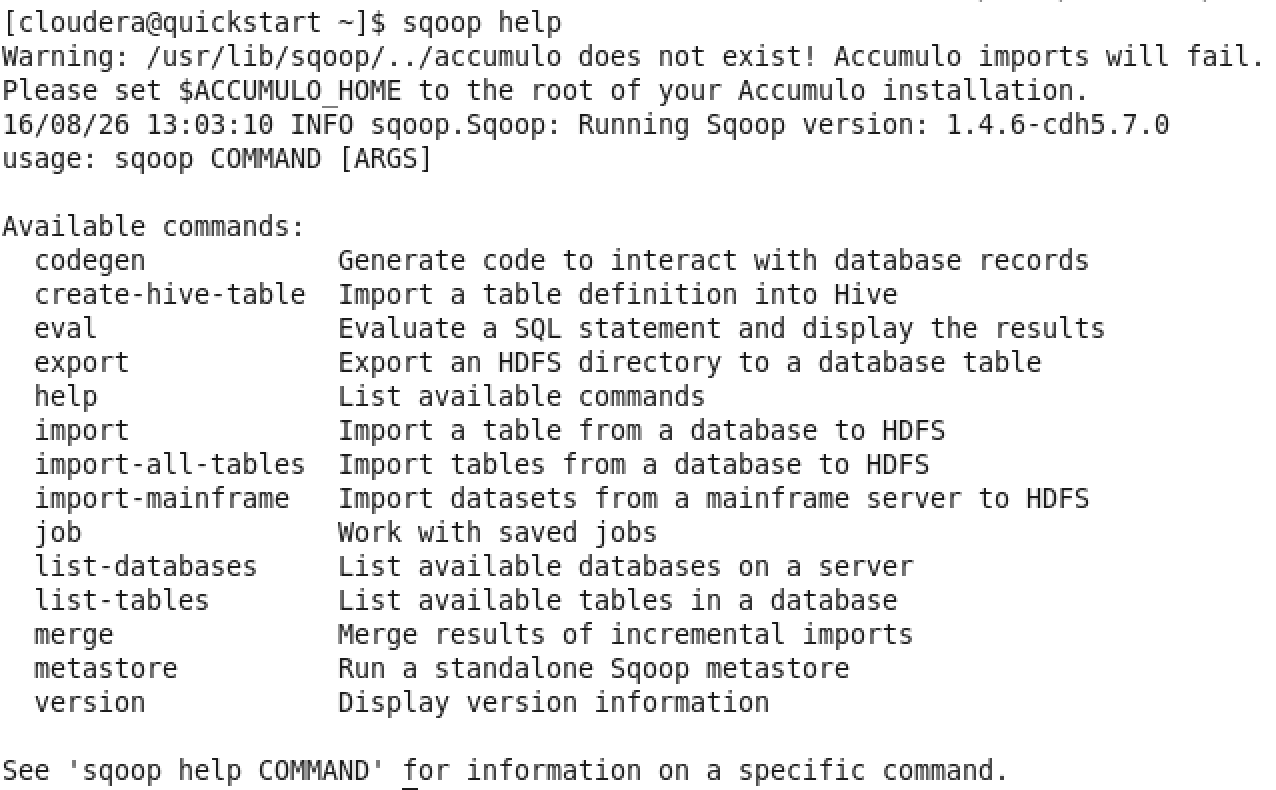 [cloudera@quickstart ~]$ sqoop help
Warning: /usr/lib/sqoop/../accumulo does not exist! Accumulo imports will fail.
Please set $ACCUMULO_HOME to the root of your Accumulo installation.
16/08/26 13:03:10 INFO sqoop.Sqoop: Running Sqoop version: 1.4.6-cdh5.7.0
usage: sqoop COMMAND [ARGS]

Available commands:
  codegen            Generate code to interact with database records
  create-hive-table  Import a table definition into Hive
  eval               Evaluate a SQL statement and display the results
  export             Export an HDFS directory to a database table
  help               List available commands
  import             Import a table from a database to HDFS
  import-all-tables  Import tables from a database to HDFS
  import-mainframe   Import datasets from a mainframe server to HDFS
  job                Work with saved jobs
  list-databases     List available databases on a server
  list-tables        List available tables in a database
  merge              Merge results of incremental imports
  metastore          Run a standalone Sqoop metastore
  version            Display version information

See 'sqoop help COMMAND' for information on a specific command.